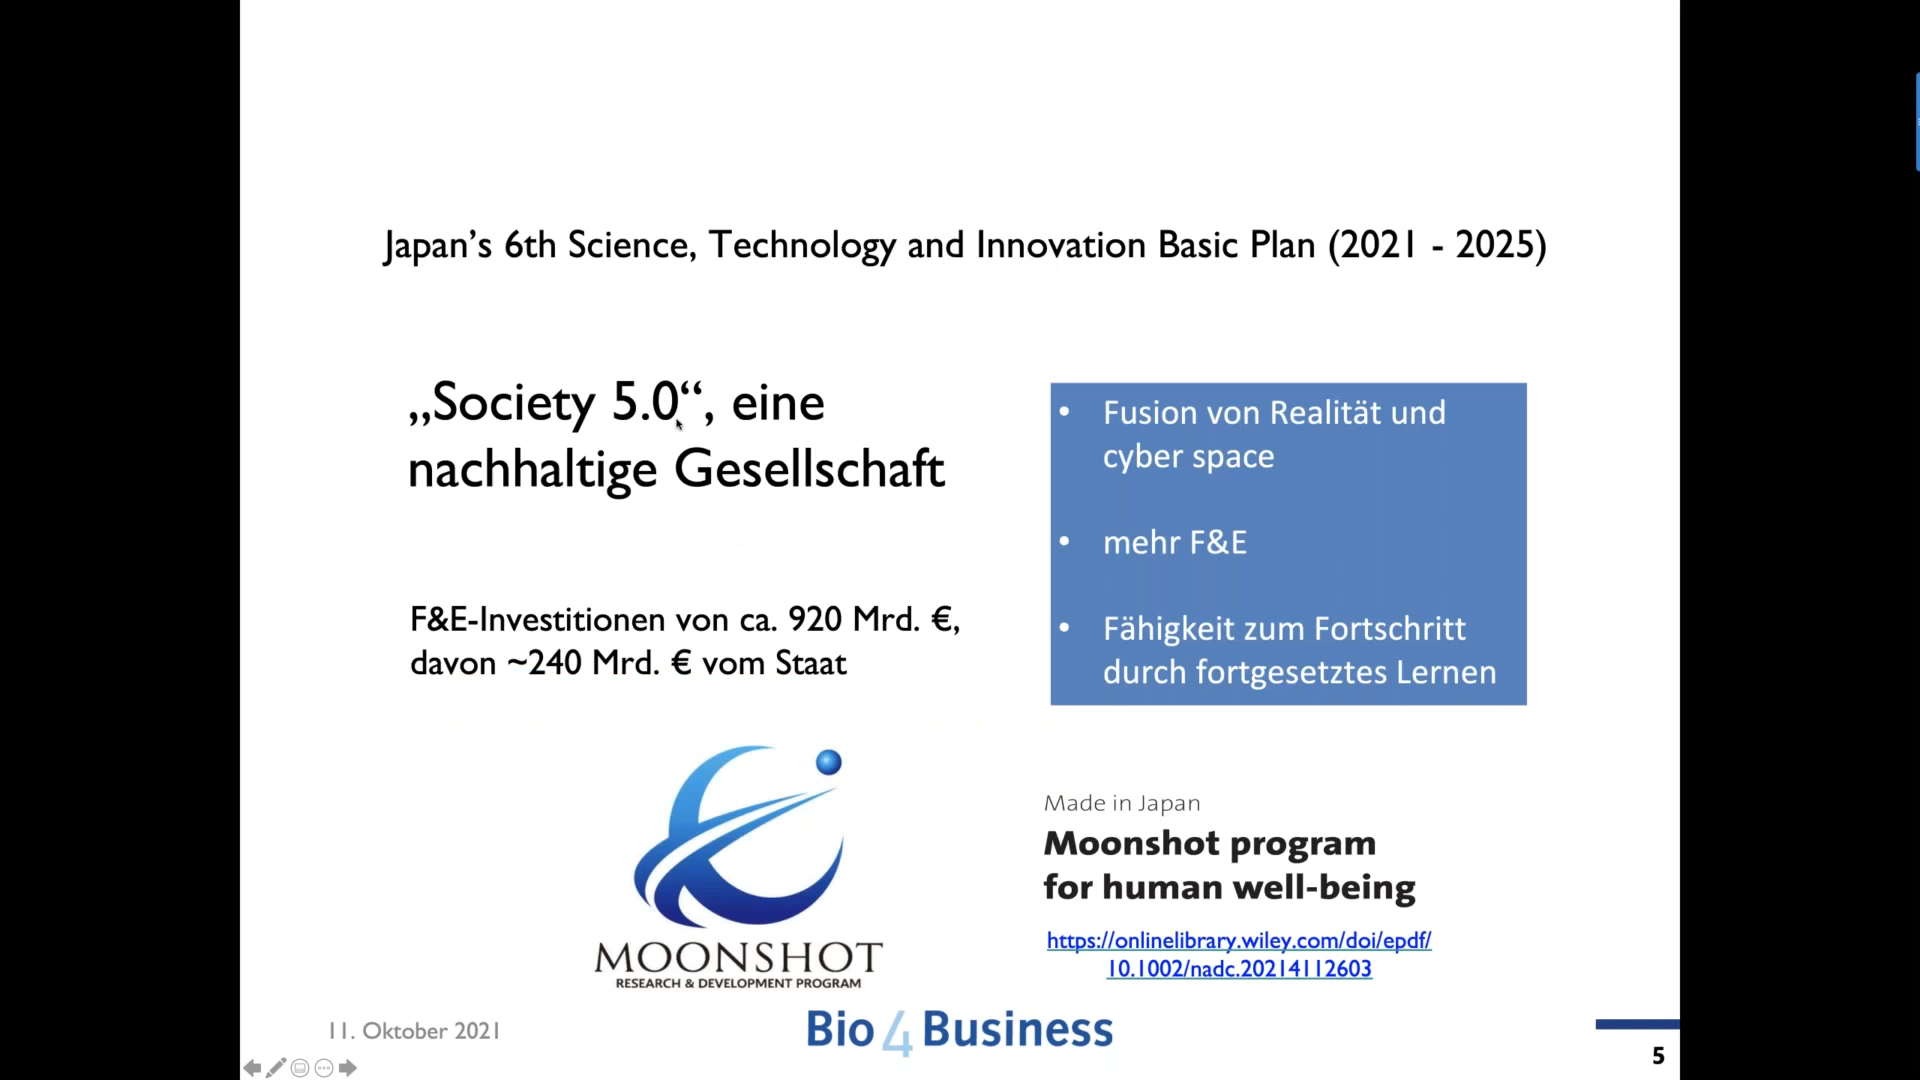 Japan’s 6th Science, Technology and Innovation Basic Plan (2021 - 2025)
„Society 5.0“, eine
nachhaltige Gesellschaft
• Fusion von Realität und
cyber space
• mehr F&E
• Fähigkeit zum Fortschritt
durch fortgesetztes Lernen
F&E-Investitionen von ca. 920 Mrd. €,
davon ~240 Mrd. € vom Staat
MOONSHOT
RESEARCH & DEVELOPMENT PROGRAM
Made in Japan
Moonshot program
for human well-being
https://onlinelibrary.wiley.com/doi/epdf/
10.1002/nadc.20214112603
11. Oktober 2021
Bio4Business
5